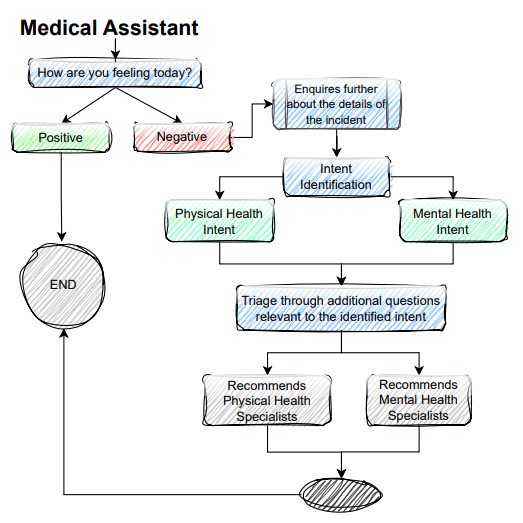 Medical Assistant
How are you feeling today?
Positive
Negative
Enquires further
about the details of
the incident
Intent
Identification
Physical Health
Intent
Mental Health
Intent
END
Triage through additional questions
relevant to the identified intent
Recommends
Physical Health
Specialists
Recommends
Mental Health
Specialists